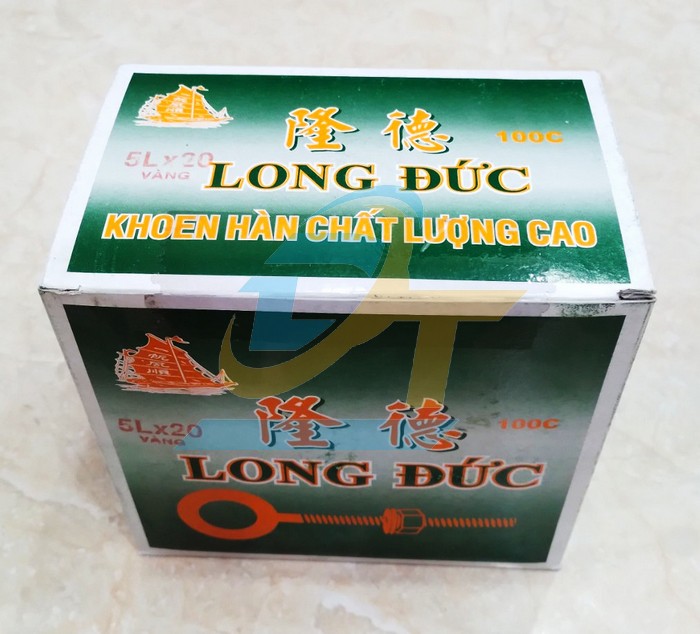 隆德
100C
5Lx20
VÀNG
LONG ĐỨC
KHOEN HÀN CHẤT LƯỢNG CAO
5Lx20
VÀNG
隆德
100C
LONG ĐỨC